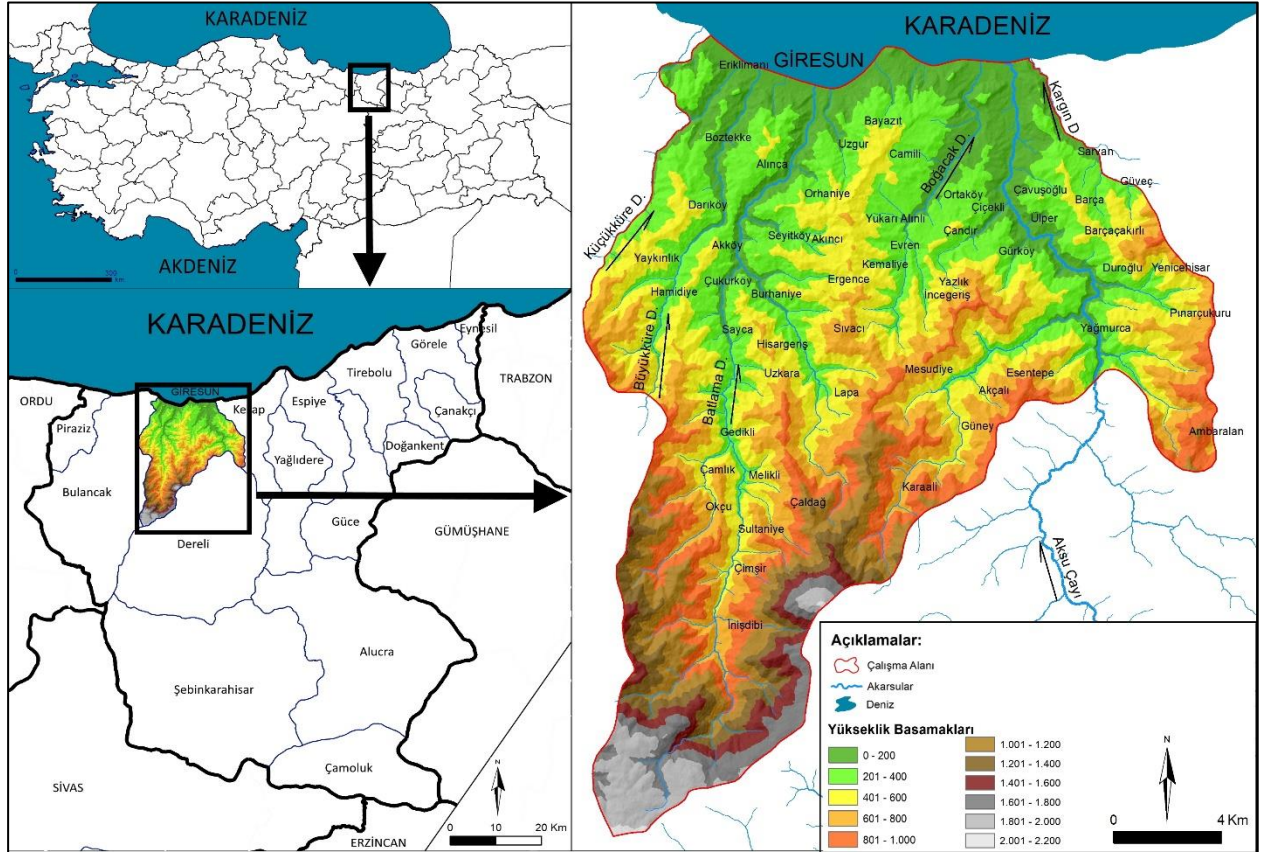 KARADENİZ
AKDENİZ
0
KARADENİZ
ORDU
Piraziz
GİRESUN
Keşap
Espiye
Tirebolu
Görele
Eynesil
TRABZON
Çanakçı
Doğankent
Yağlıdere
Bulancak
Güce
GÜMÜŞHANE
Dereli
Alucra
Şebinkarahisar
Çamoluk
SİVAS
ERZİNCAN
N
0 10 20 Km
KARADENİZ
GİRESUN
Eriklimanı
Kargın D.
Boztekke
Bayazıt
Uzgur
Camili
Boğacak D.
Sarvan
Alınca
Güveç
Orhaniye
Ortaköy
Çavuşoğlu
Barça
Darıköy
Çiçekli
Küçükküre D.
Yukarı Alınlı
Ülper
Seyitköy
Akıncı
Çandır
Barçaçakırlı
Akköy
Evren
Gürköy
Yaykınlık
Kemaliye
Duroğlu
Yenicehisar
Çukurköy
Ergence
Yazlık
Hamidiye
Burhaniye
İncegeriş
Pınarçukuru
Sayca
Sıvacı
Yağmurca
Büyükküre D.
Hisargeriş
Batlama D.
Uzkara
Mesudiye
Esentepe
Lapa
Akçalı
Güney
Gedikli
Ambaralan
Çamlık
Melikli
Karaali
Okçu
Çaldağ
Sultaniye
Aksu Çayı
Çimşir
İnişdibi
Açıklamalar:
Çalışma Alanı
Akarsular
Deniz
Yükseklik Basamakları
0 - 200
201 - 400
401 - 600
601 - 800
801 - 1.000
1.001 - 1.200
1.201 - 1.400
1.401 - 1.600
1.601 - 1.800
1.801 - 2.000
2.001 - 2.200
N
0 4 Km